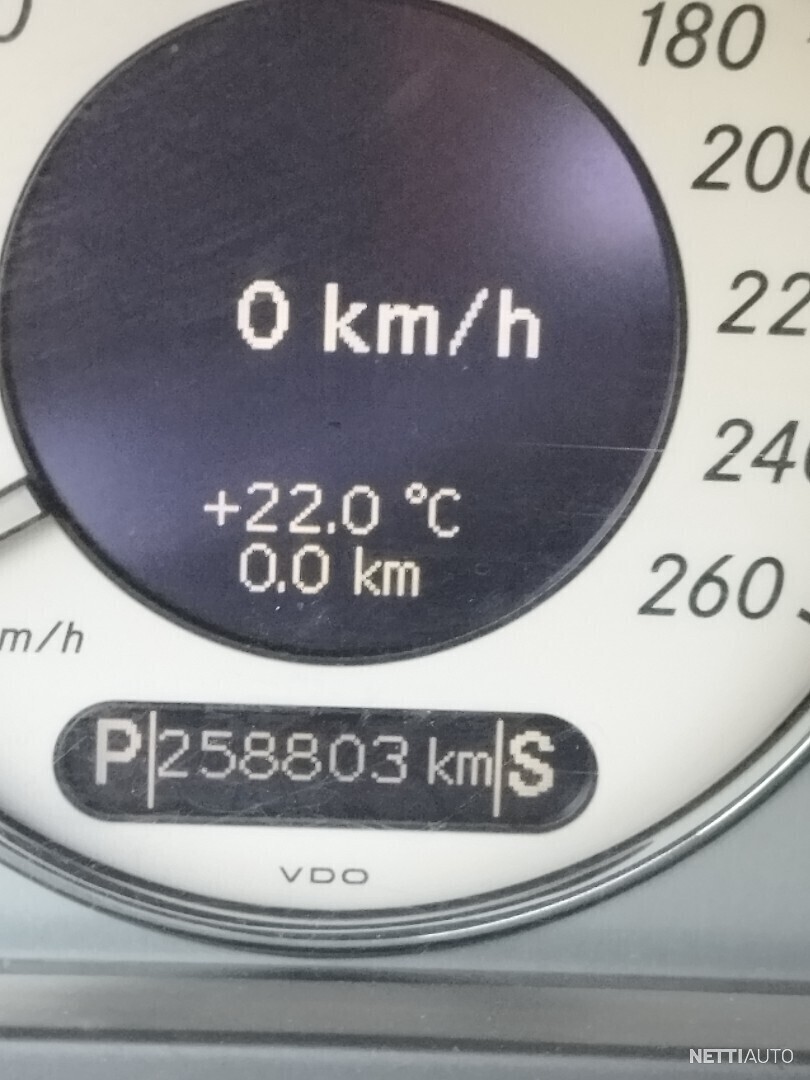 180
200
0 km/h
22
240
+22.0 °C
0.0 km
260
m/h
P 258803 km S
VDO
NETTIAUTO